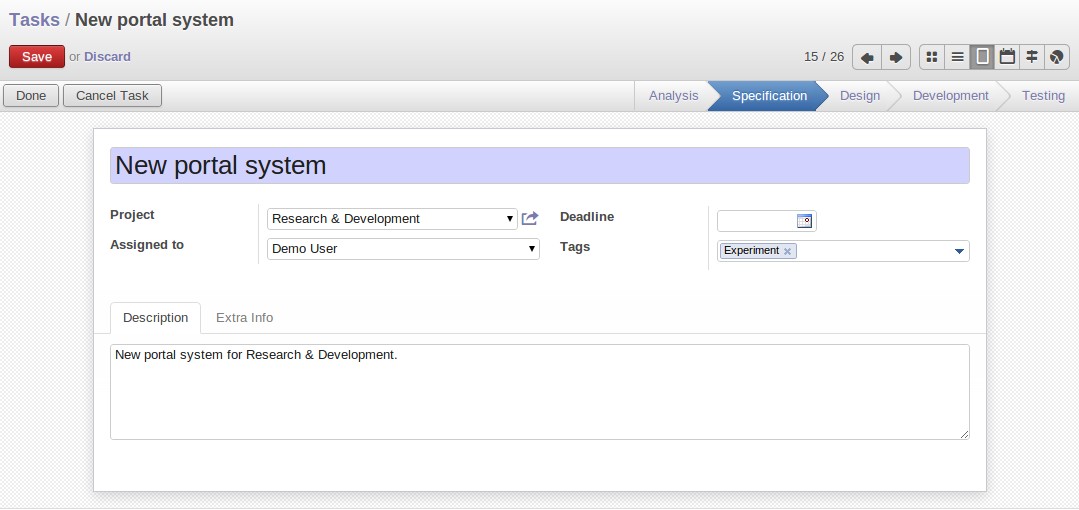 Tasks / New portal system
Save or Discard
15 / 26
Done Cancel Task
Analysis Specification Design Development Testing
New portal system
Project Research & Development
Deadline
Assigned to Demo User
Tags Experiment x
Description Extra Info
New portal system for Research & Development.